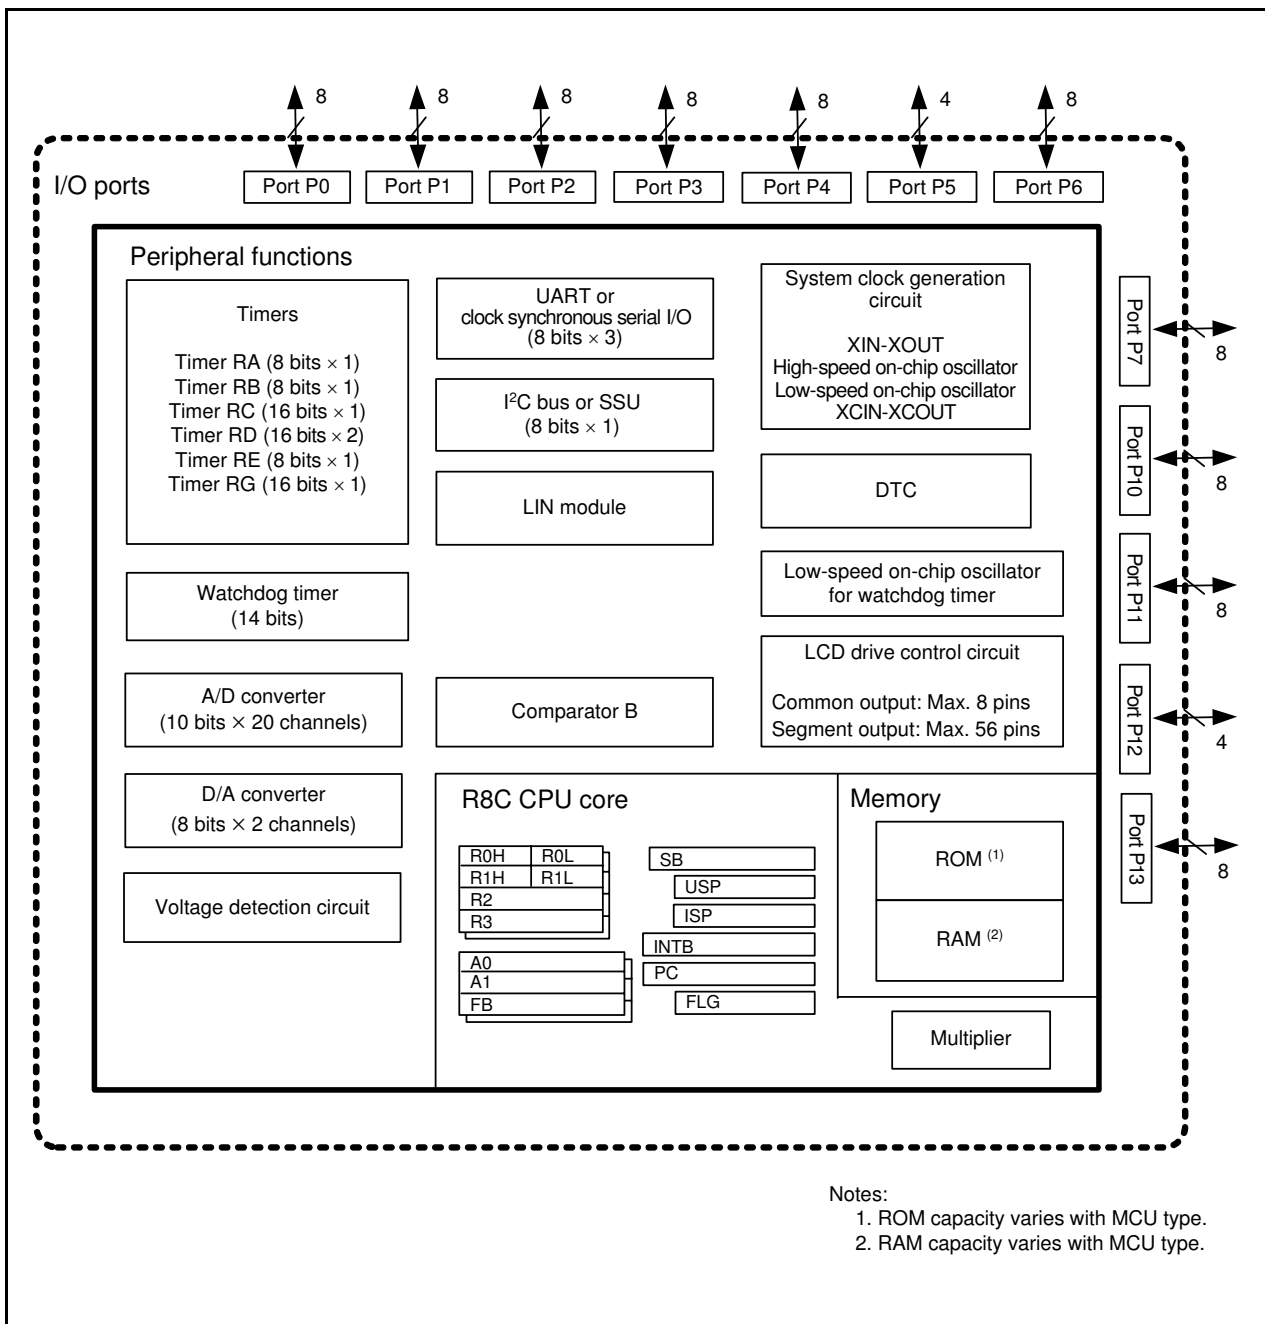 8 8 8 8 8 4 8
I/O ports
Port P0 Port P1 Port P2 Port P3 Port P4 Port P5 Port P6
Peripheral functions
Timers
Timer RA (8 bits × 1)
Timer RB (8 bits × 1)
Timer RC (16 bits × 1)
Timer RD (16 bits × 2)
Timer RE (8 bits × 1)
Timer RG (16 bits × 1)
Watchdog timer
(14 bits)
A/D converter
(10 bits × 20 channels)
D/A converter
(8 bits × 2 channels)
Voltage detection circuit
UART or
clock synchronous serial I/O
(8 bits × 3)
I²C bus or SSU
(8 bits × 1)
LIN module
Comparator B
System clock generation
circuit
XIN-XOUT
High-speed on-chip oscillator
Low-speed on-chip oscillator
XCIN-XCOUT
DTC
Low-speed on-chip oscillator
for watchdog timer
LCD drive control circuit
Common output: Max. 8 pins
Segment output: Max. 56 pins
R8C CPU core
R0H R0L
R1H R1L
R2
R3
A0
A1
FB
SB
USP
ISP
INTB
PC
FLG
Memory
ROM (1)
RAM (2)
Multiplier
Port P7
8
Port P10
8
Port P11
8
Port P12
4
Port P13
8
Notes:
1. ROM capacity varies with MCU type.
2. RAM capacity varies with MCU type.